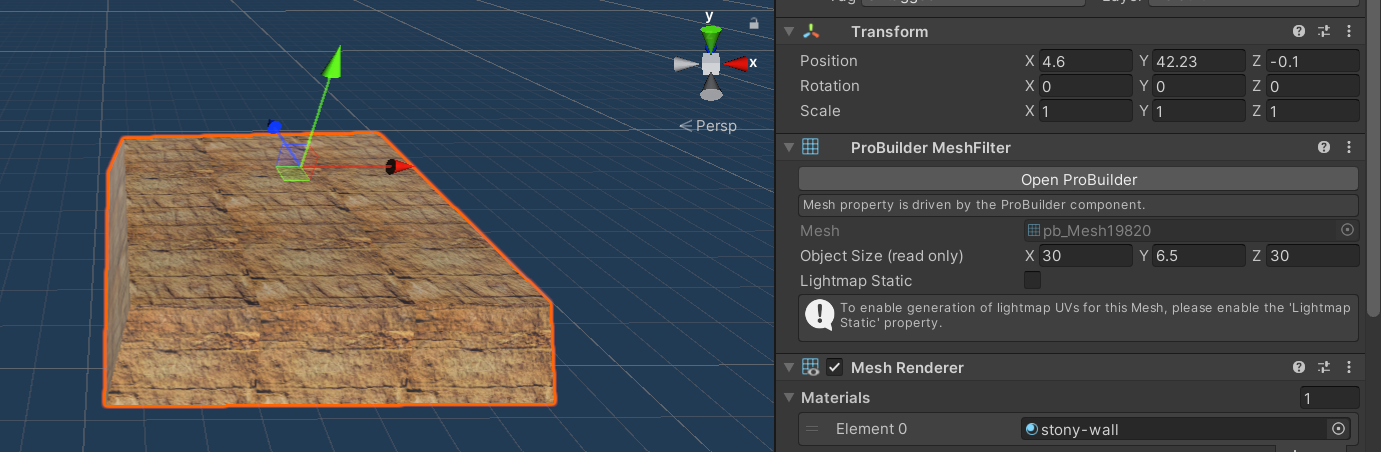 y
x
Persp
Transform
Position X 4.6 Y 42.23 Z -0.1
Rotation X 0 Y 0 Z 0
Scale X 1 Y 1 Z 1
ProBuilder MeshFilter
Open ProBuilder
Mesh property is driven by the ProBuilder component.
Mesh pb_Mesh19820
Object Size (read only) X 30 Y 6.5 Z 30
Lightmap Static
To enable generation of lightmap UVs for this Mesh, please enable the 'Lightmap
Static' property.
Mesh Renderer
Materials 1
Element 0 stony-wall